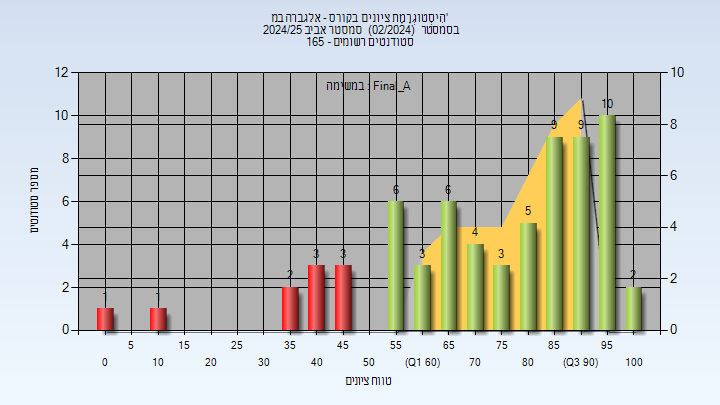 היסטוגרמת ציונים בקורס - אלגברה במ'
בסמסטר (02/2024) סמסטר אביב 2024/25
סטודנטים רשומים - 165
במשימה : Final_A
מספר סטודנטים
12
10
8
6
4
2
0
10
8
6
4
2
0
1 1 2 3 3 6 3 6 4 3 5 9 9 10 2
5 15 25 35 45 55 65 75 85 95
0 10 20 30 40 50 (Q1 60) 70 80 (Q3 90) 100
טווח ציונים